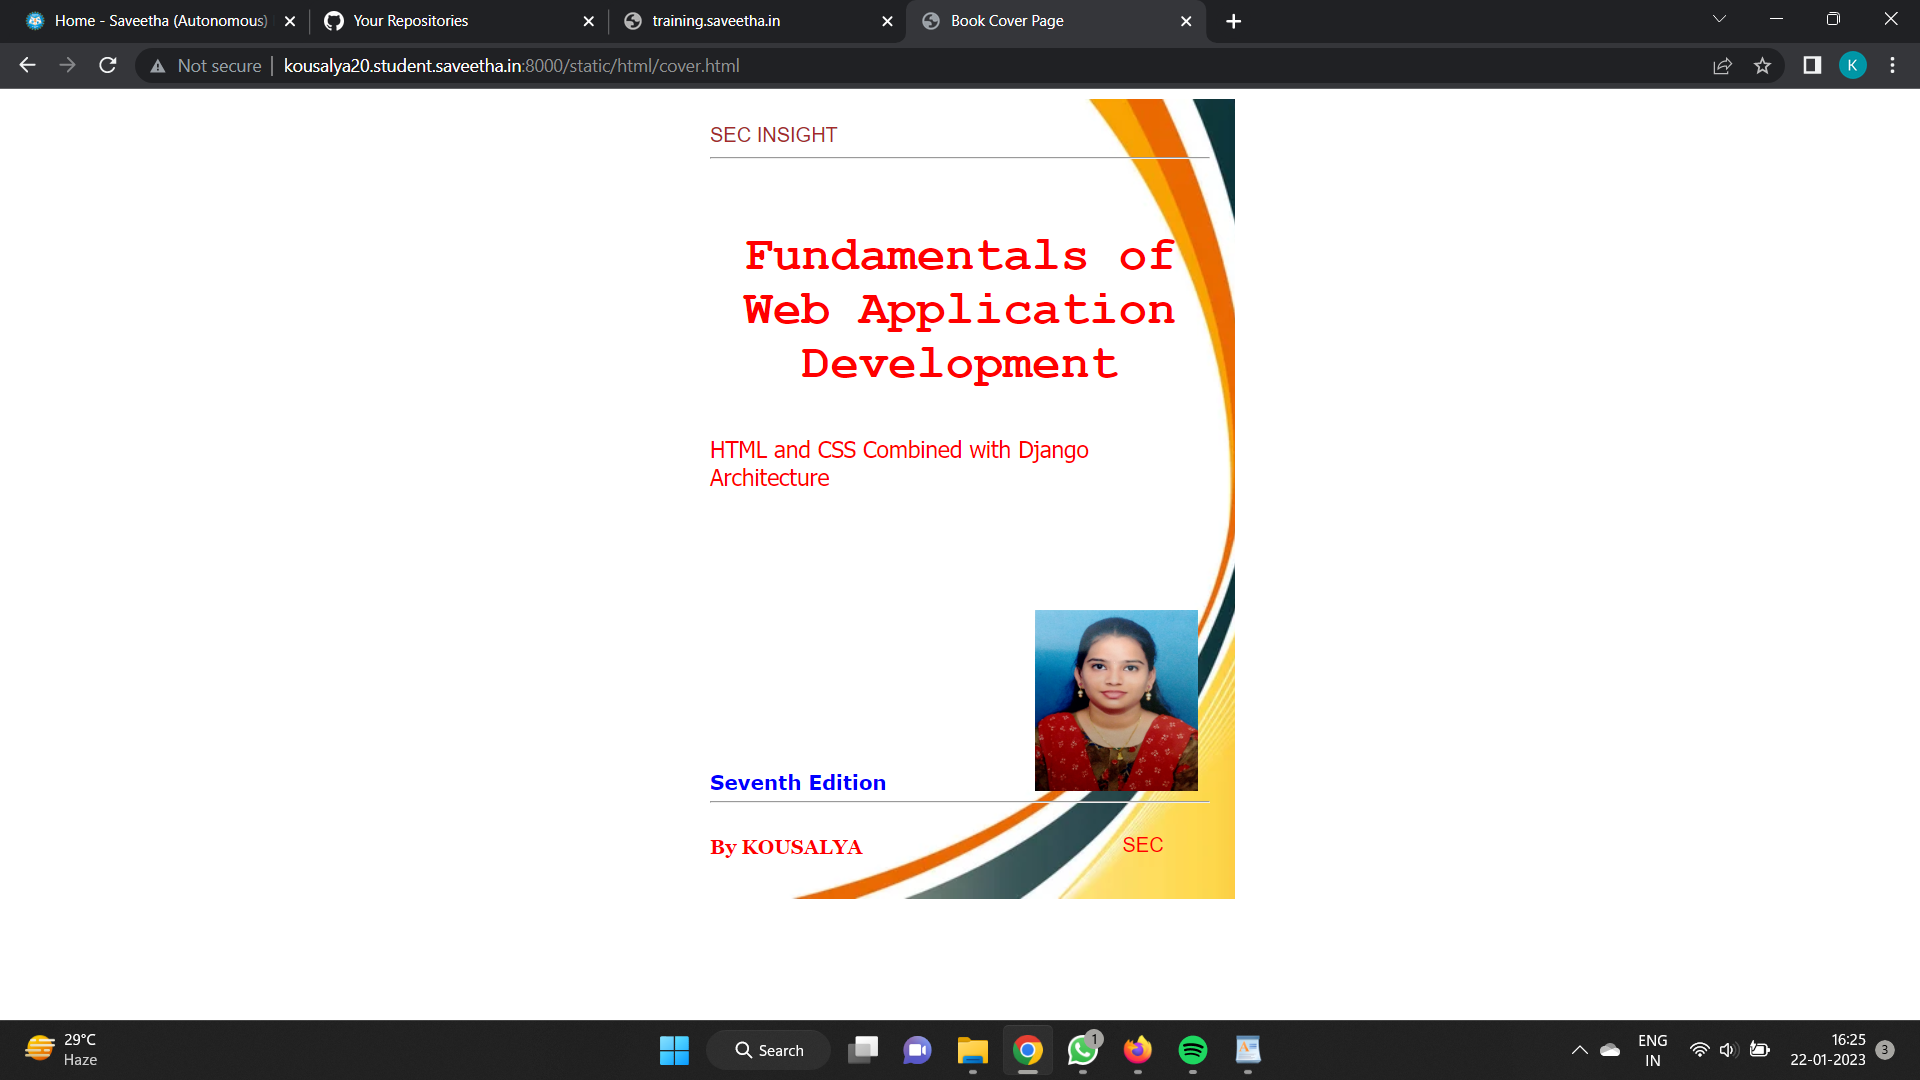 Home - Saveetha (Autonomous)
Your Repositories
training.saveetha.in
Book Cover Page
Not secure
kousalya20.student.saveetha.in:8000/static/html/cover.html
K
SEC INSIGHT
Fundamentals of
Web Application
Development
HTML and CSS Combined with Django
Architecture
Seventh Edition
By KOUSALYA
SEC
29°C
Haze
Search
1
ENG
IN
16:25
22-01-2023
3